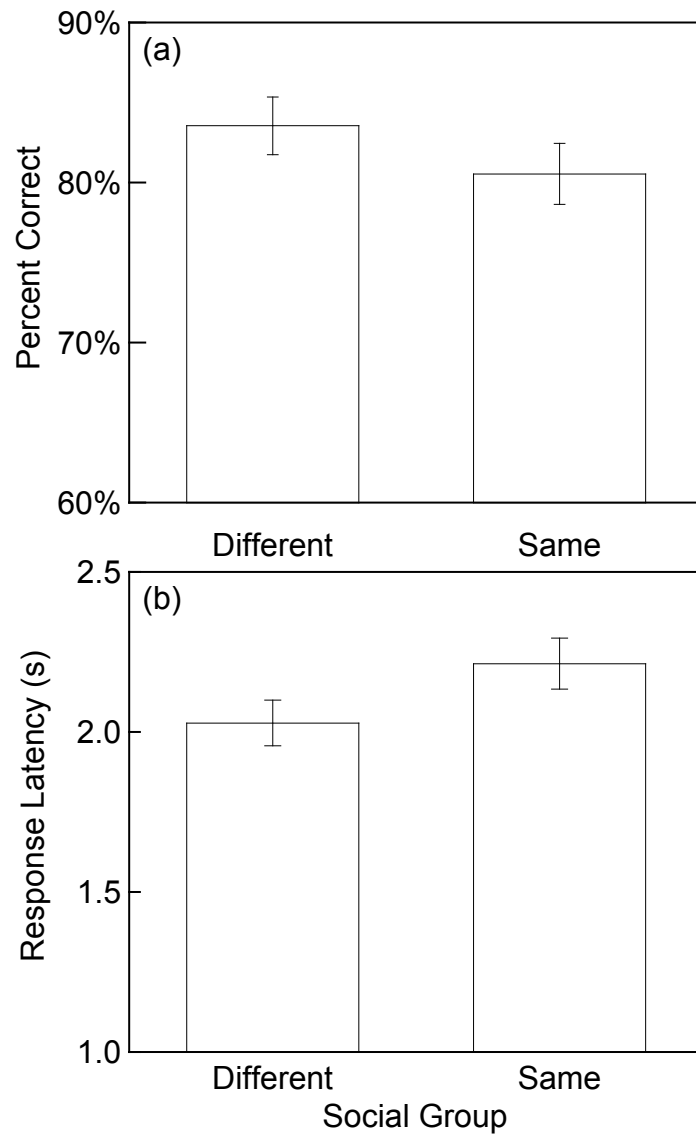 90%
(a)
80%
70%
60%
Percent Correct
Different Same
2.5
(b)
2.0
1.5
1.0
Response Latency (s)
Different Same
Social Group